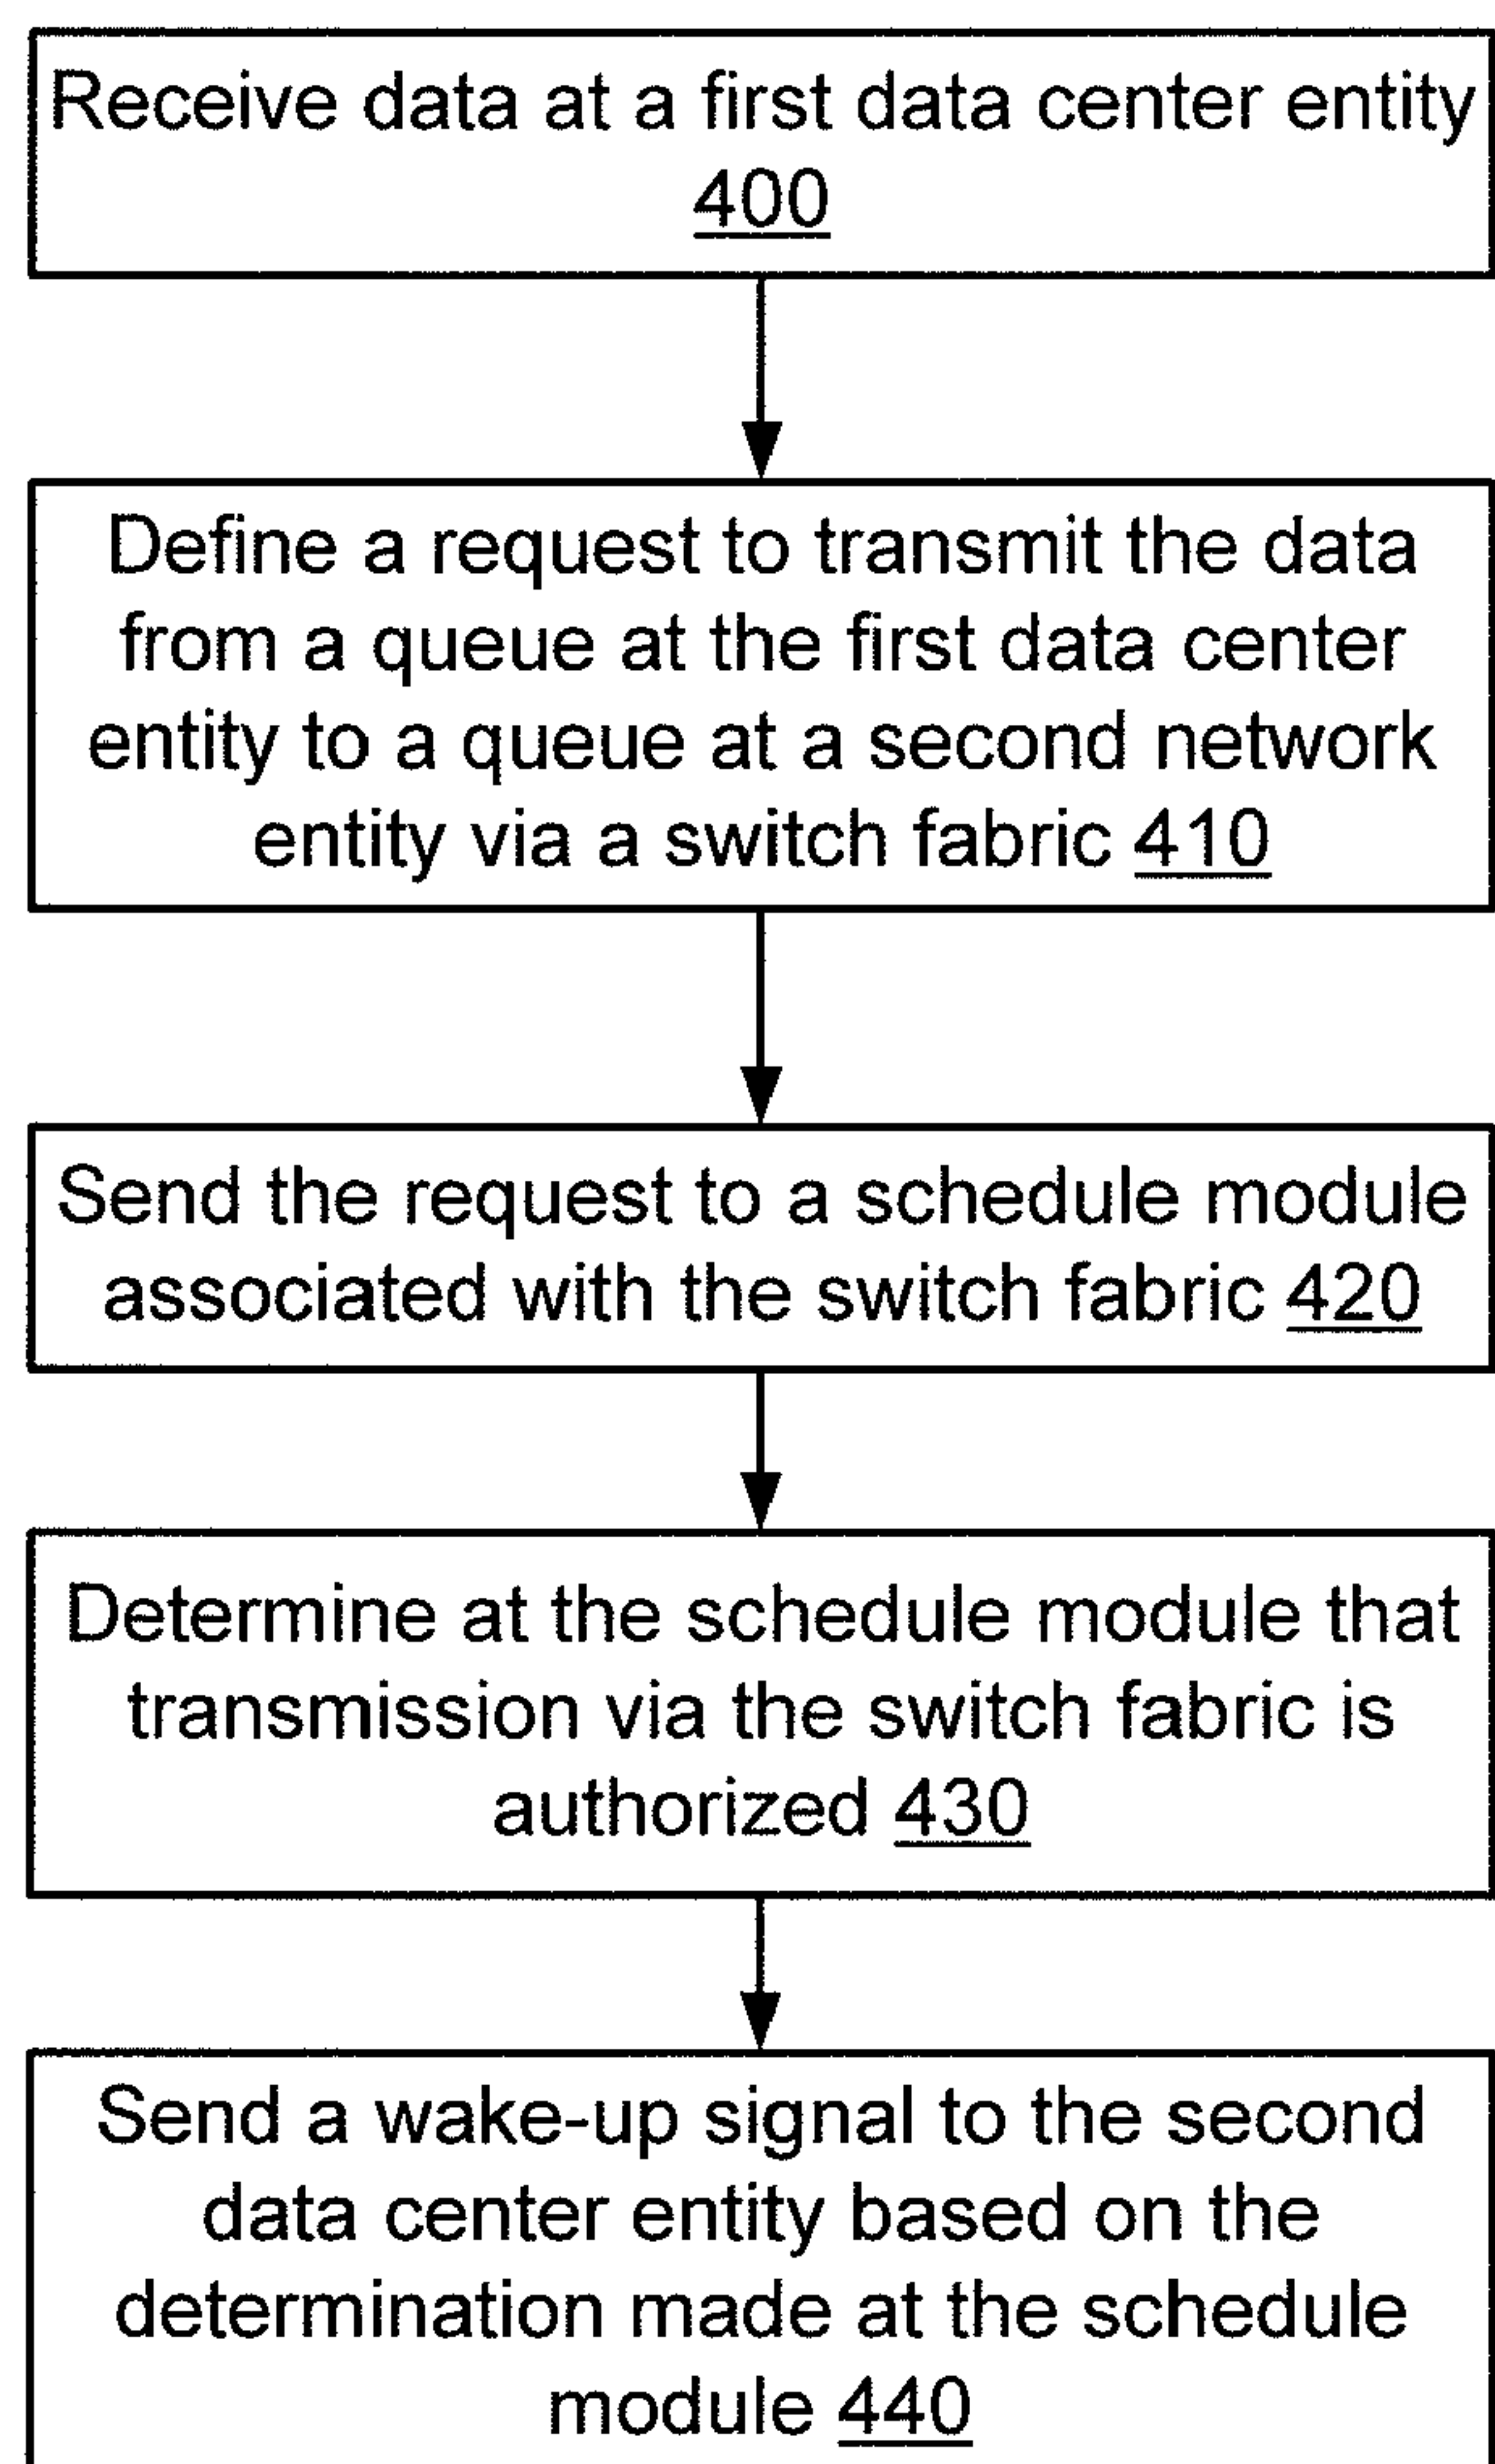 Receive data at a first data center entity
400
Define a request to transmit the data
from a queue at the first data center
entity to a queue at a second network
entity via a switch fabric 410
Send the request to a schedule module
associated with the switch fabric 420
Determine at the schedule module that
transmission via the switch fabric is
authorized 430
Send a wake-up signal to the second
data center entity based on the
determination made at the schedule
module 440